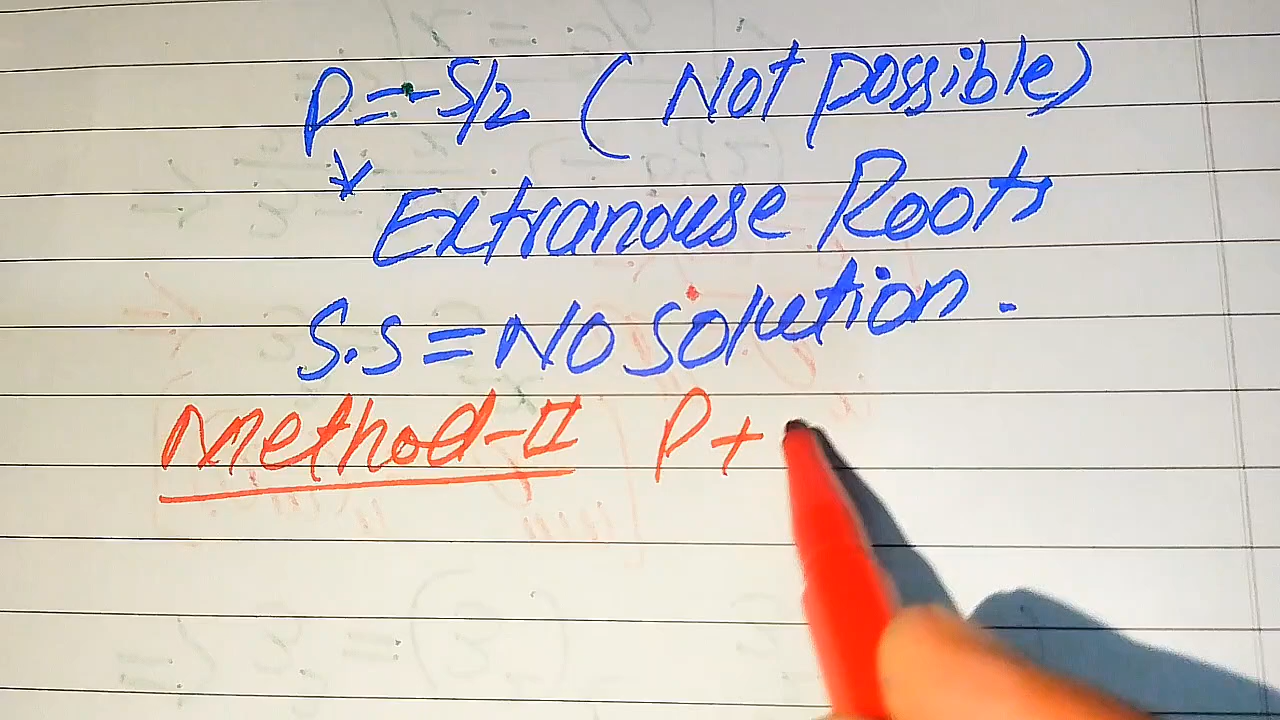 P=-5/2 (Not possible)
Extranouse Roots
S.S=No solution.
Method-II P+